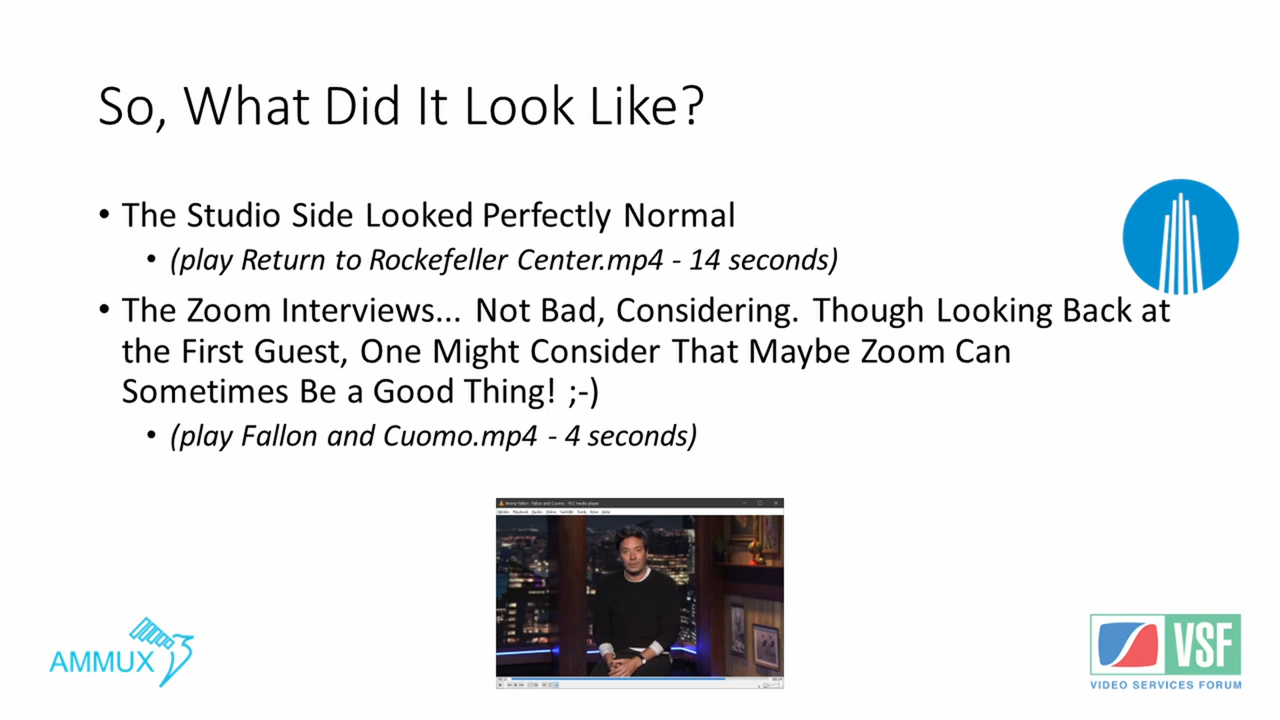 So, What Did It Look Like?
• The Studio Side Looked Perfectly Normal
• (play Return to Rockefeller Center.mp4 - 14 seconds)
• The Zoom Interviews... Not Bad, Considering. Though Looking Back at
the First Guest, One Might Consider That Maybe Zoom Can
Sometimes Be a Good Thing! ;-)
• (play Fallon and Cuomo.mp4 - 4 seconds)
AMMUX
VSF
VIDEO SERVICES FORUM